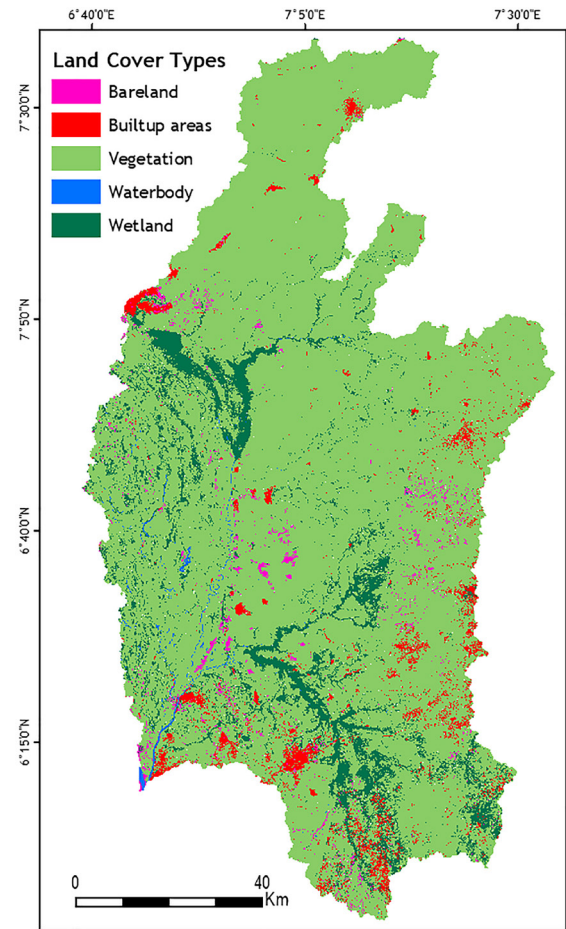 6°40'0"E 7°5'0"E 7°30'0"E
Land Cover Types
Bareland
Builtup areas
Vegetation
Waterbody
Wetland
7°30'0"N
7°5'0"N
6°40'0"N
6°15'0"N
0 40
Km